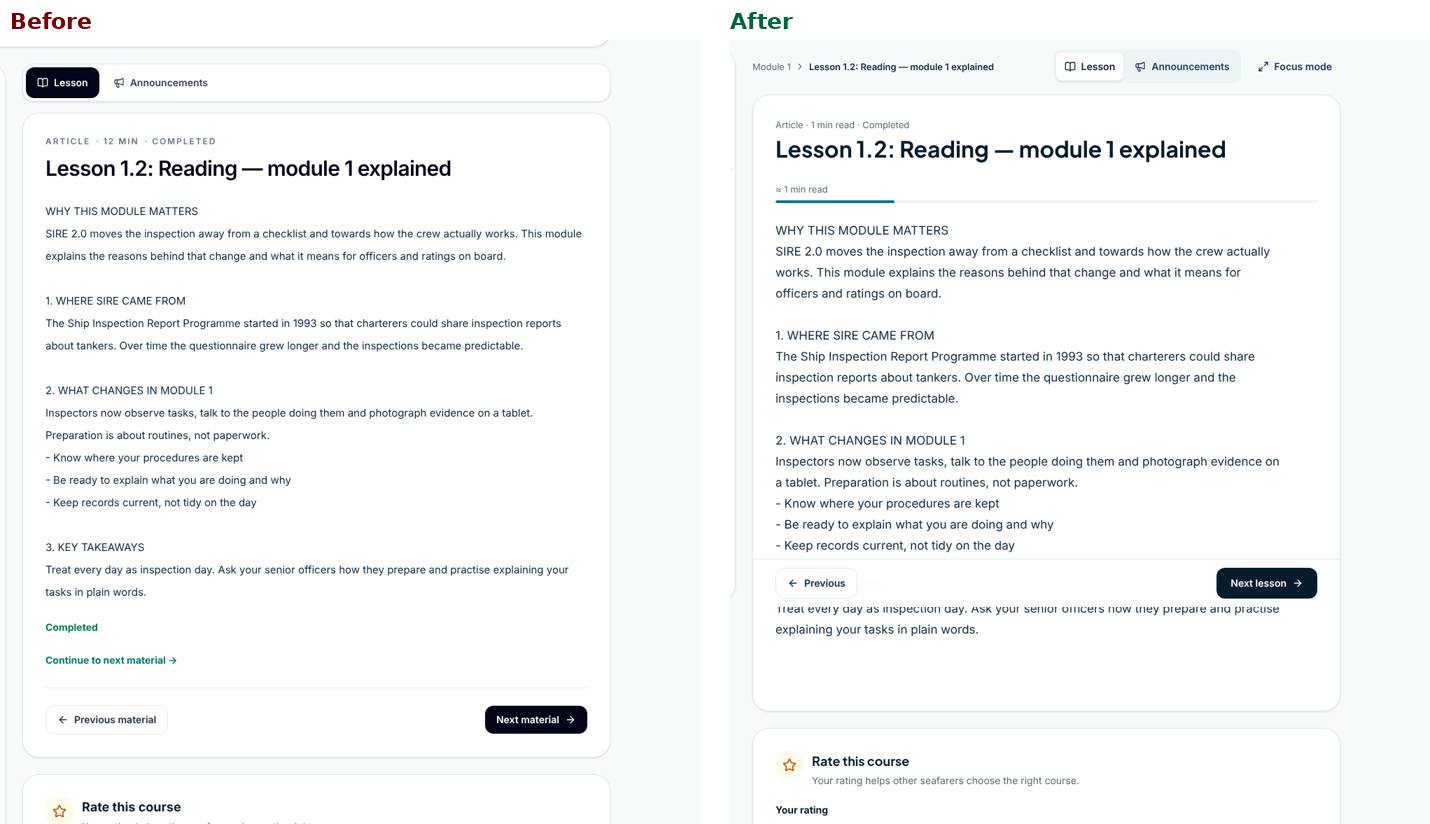 Before
Lesson
Announcements
ARTICLE · 12 MIN · COMPLETED
Lesson 1.2: Reading — module 1 explained
WHY THIS MODULE MATTERS
SIRE 2.0 moves the inspection away from a checklist and towards how the crew actually works. This module
explains the reasons behind that change and what it means for officers and ratings on board.
1. WHERE SIRE CAME FROM
The Ship Inspection Report Programme started in 1993 so that charterers could share inspection reports
about tankers. Over time the questionnaire grew longer and the inspections became predictable.
2. WHAT CHANGES IN MODULE 1
Inspectors now observe tasks, talk to the people doing them and photograph evidence on a tablet.
Preparation is about routines, not paperwork.
- Know where your procedures are kept
- Be ready to explain what you are doing and why
- Keep records current, not tidy on the day
3. KEY TAKEAWAYS
Treat every day as inspection day. Ask your senior officers how they prepare and practise explaining your
tasks in plain words.
Completed
Continue to next material →
← Previous material
Next material →
Rate this course
After
Module 1 > Lesson 1.2: Reading — module 1 explained
Lesson
Announcements
Focus mode
Article · 1 min read · Completed
Lesson 1.2: Reading — module 1 explained
≈ 1 min read
WHY THIS MODULE MATTERS
SIRE 2.0 moves the inspection away from a checklist and towards how the crew actually
works. This module explains the reasons behind that change and what it means for
officers and ratings on board.
1. WHERE SIRE CAME FROM
The Ship Inspection Report Programme started in 1993 so that charterers could share
inspection reports about tankers. Over time the questionnaire grew longer and the
inspections became predictable.
2. WHAT CHANGES IN MODULE 1
Inspectors now observe tasks, talk to the people doing them and photograph evidence on
a tablet. Preparation is about routines, not paperwork.
- Know where your procedures are kept
- Be ready to explain what you are doing and why
- Keep records current, not tidy on the day
← Previous
Next lesson →
Treat every day as inspection day. Ask your senior officers how they prepare and practise
explaining your tasks in plain words.
Rate this course
Your rating helps other seafarers choose the right course.
Your rating